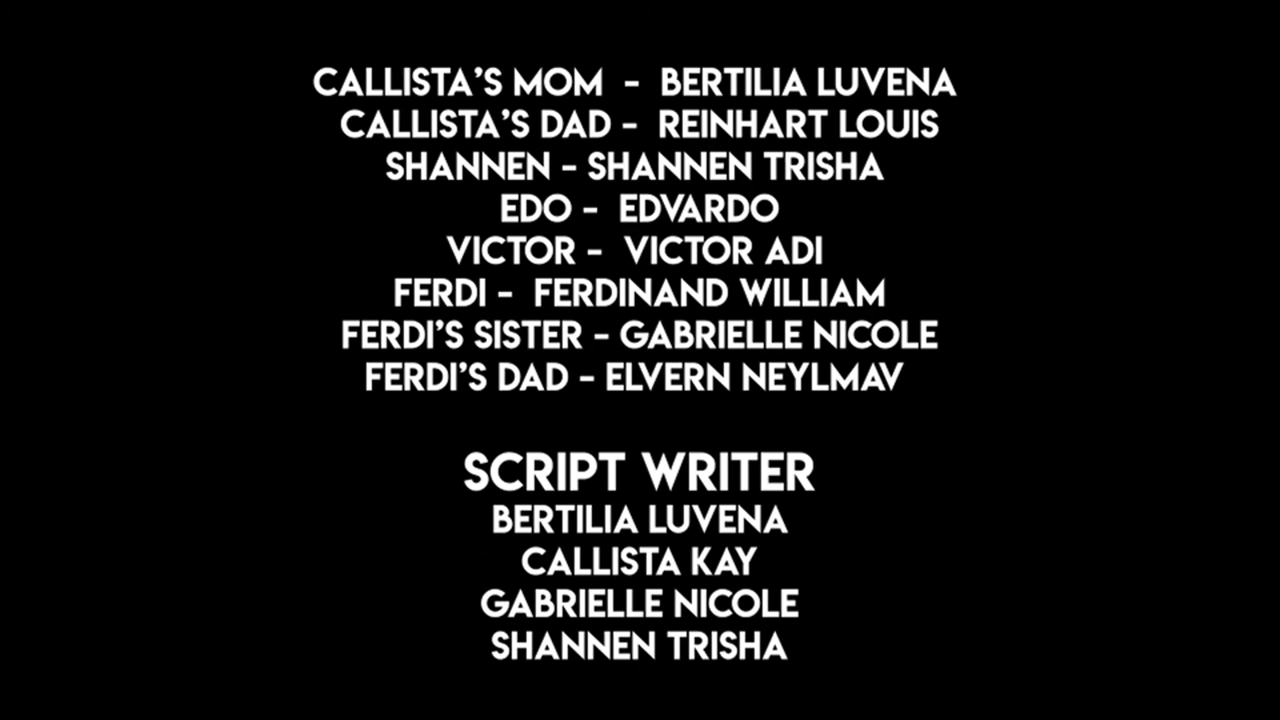 CALLISTA'S MOM - BERTILIA LUVENA
CALLISTA'S DAD - REINHART LOUIS
SHANNEN - SHANNEN TRISHA
EDO - EDVARDO
VICTOR - VICTOR ADI
FERDI - FERDINAND WILLIAM
FERDI'S SISTER - GABRIELLE NICOLE
FERDI'S DAD - ELVERN NEYLMAV
SCRIPT WRITER
BERTILIA LUVENA
CALLISTA KAY
GABRIELLE NICOLE
SHANNEN TRISHA